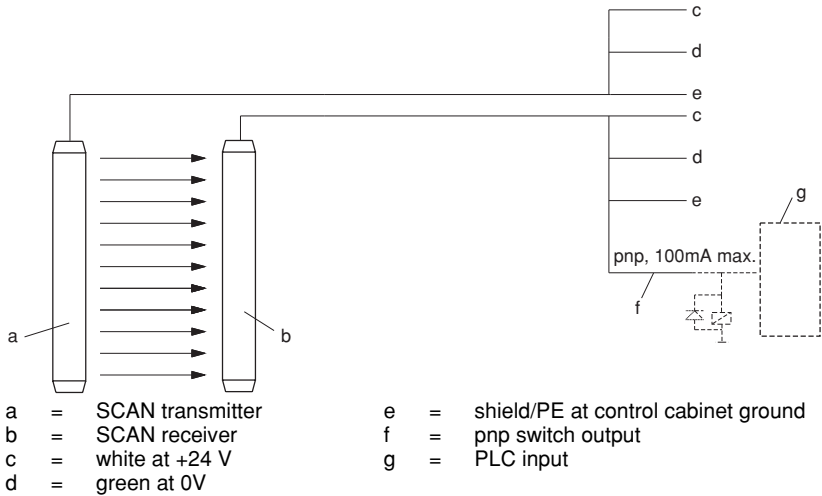 c
d
e
c
d
e
g
pnp, 100mA max.
f
a
b
a = SCAN transmitter
b = SCAN receiver
c = white at +24 V
d = green at 0V
e = shield/PE at control cabinet ground
f = pnp switch output
g = PLC input